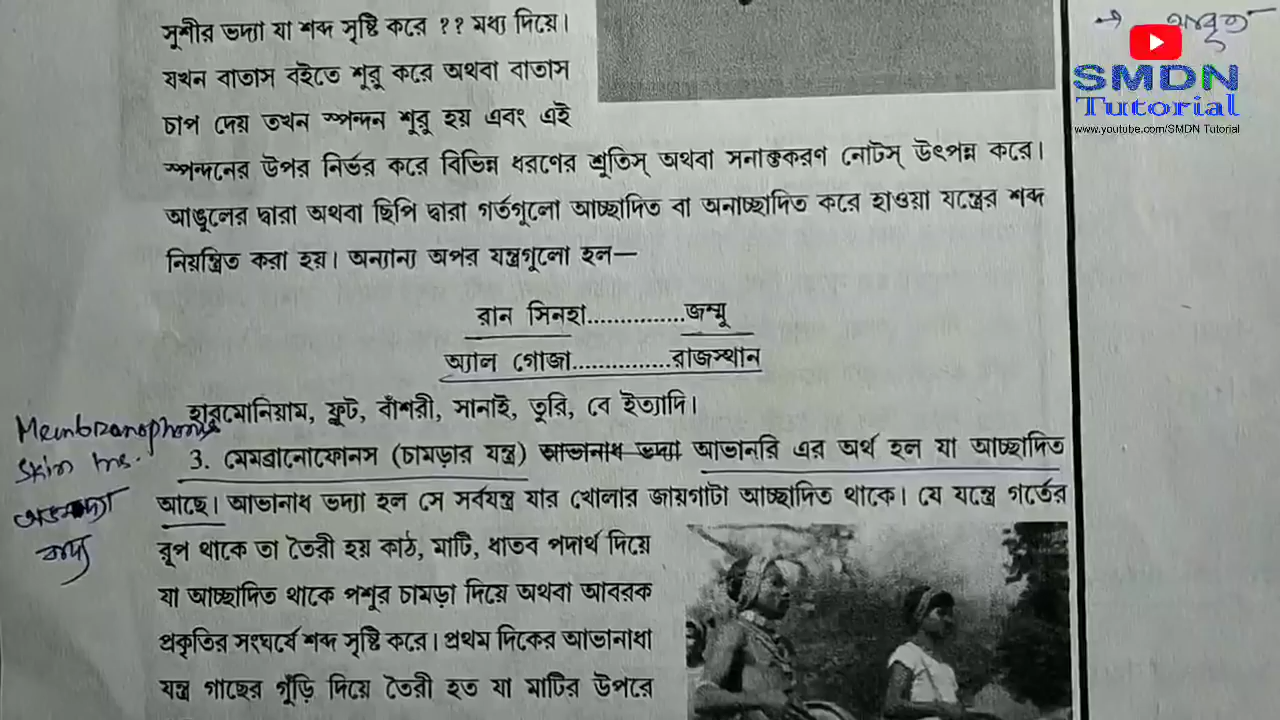 সুশীর ভদ্যা যা শব্দ সৃষ্টি করে ?? মধ্য দিয়ে।
যখন বাতাস বইতে শুরু করে অথবা বাতাস
চাপ দেয় তখন স্পন্দন শুরু হয় এবং এই
স্পন্দনের উপর নির্ভর করে বিভিন্ন ধরণের শ্রুতিস্ অথবা সনাক্তকরণ নোটস্ উৎপন্ন করে।
আঙুলের দ্বারা অথবা ছিপি দ্বারা গর্তগুলো আচ্ছাদিত বা অনাচ্ছাদিত করে হাওয়া যন্ত্রের শব্দ
নিয়ন্ত্রিত করা হয়। অন্যান্য অপর যন্ত্রগুলো হল—
রান সিনহা..............জম্মু
অ্যাল গোজা..............রাজস্থান
হারমোনিয়াম, ফ্লুট, বাঁশরী, সানাই, তুরি, বে ইত্যাদি।
3. মেমব্রানোফোনস (চামড়ার যন্ত্র) আভানাধ ভদ্যা আভানরি এর অর্থ হল যা আচ্ছাদিত
আছে। আভানাধ ভদ্যা হল সে সর্বযন্ত্র যার খোলার জায়গাটা আচ্ছাদিত থাকে। যে যন্ত্রে গর্তের
রূপ থাকে তা তৈরী হয় কাঠ, মাটি, ধাতব পদার্থ দিয়ে
যা আচ্ছাদিত থাকে পশুর চামড়া দিয়ে অথবা আবরক
প্রকৃতির সংঘর্ষে শব্দ সৃষ্টি করে। প্রথম দিকের আভানাধা
যন্ত্র গাছের গুঁড়ি দিয়ে তৈরী হত যা মাটির উপরে
Skin Ins.
বাদ্য
→ আবৃত
SMDN
Tutorial
www.youtube.com/SMDN Tutorial